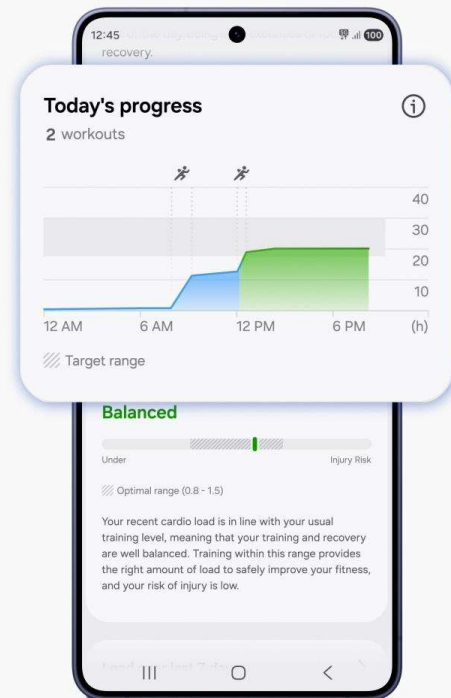 12:45
100
recovery.
Today's progress
2 workouts
40
30
20
10
12 AM 6 AM 12 PM 6 PM (h)
Target range
Balanced
Under Injury Risk
Optimal range (0.8 - 1.5)
Your recent cardio load is in line with your usual
training level, meaning that your training and recovery
are well balanced. Training within this range provides
the right amount of load to safely improve your fitness,
and your risk of injury is low.